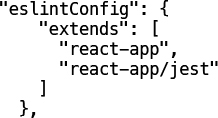 "eslintConfig": {
    "extends": [
      "react-app",
      "react-app/jest"
    ]
  },